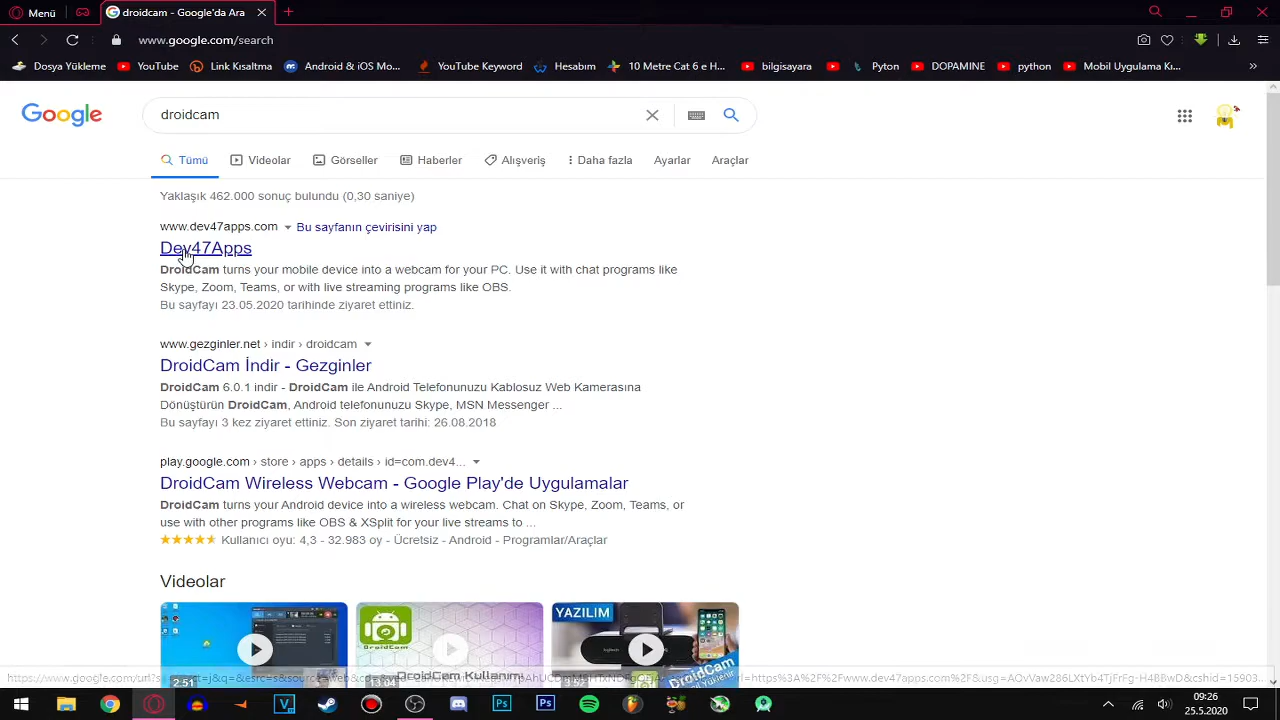 Menü
droidcam - Google'da Ara
www.google.com/search
Dosya Yükleme
YouTube
Link Kısaltma
Android & iOS Mo...
YouTube Keyword
Hesabım
10 Metre Cat 6 e H...
bilgisayara
Pyton
DOPAMINE
python
Mobil Uygulama Kı...
Google
droidcam
Tümü
Videolar
Görseller
Haberler
Alışveriş
Daha fazla
Ayarlar
Araçlar
Yaklaşık 462.000 sonuç bulundu (0,30 saniye)
www.dev47apps.com Bu sayfanın çevirisini yap
Dev47Apps
DroidCam turns your mobile device into a webcam for your PC. Use it with chat programs like
Skype, Zoom, Teams, or with live streaming programs like OBS.
Bu sayfayı 23.05.2020 tarihinde ziyaret ettiniz.
www.gezginler.net › indir › droidcam
DroidCam İndir - Gezginler
DroidCam 6.0.1 indir - DroidCam ile Android Telefonunuzu Kablosuz Web Kamerasına
Dönüştürün DroidCam, Android telefonunuzu Skype, MSN Messenger ...
Bu sayfayı 3 kez ziyaret ettiniz. Son ziyaret tarihi: 26.08.2018
play.google.com › store › apps › details › id=com.dev4...
DroidCam Wireless Webcam - Google Play'de Uygulamalar
DroidCam turns your Android device into a wireless webcam. Chat on Skype, Zoom, Teams, or
use with other programs like OBS & XSplit for your live streams to ...
Kullanıcı oyu: 4,3 - 32.983 oy - Ücretsiz - Android - Programlar/Araçlar
Videolar
DroidCam
YAZILIM
DroidCam
DroidCam Kullanımı
2:51
09:26
25.5.2020